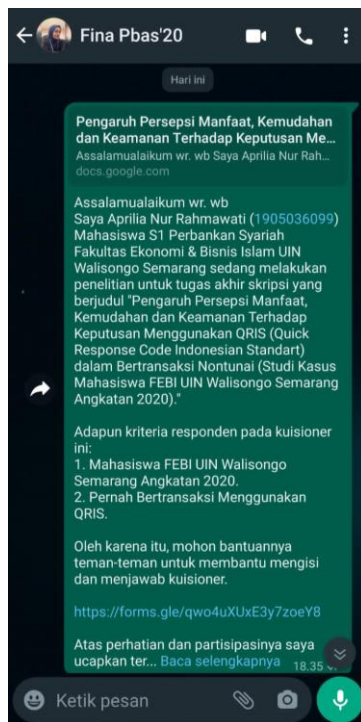 Fina Pbas'20
Hari ini
Pengaruh Persepsi Manfaat, Kemudahan
dan Keamanan Terhadap Keputusan Me...
Assalamualaikum wr. wb Saya Aprilia Nur Rah...
docs.google.com
Assalamualaikum wr. wb
Saya Aprilia Nur Rahmawati (1905036099)
Mahasiswa S1 Perbankan Syariah
Fakultas Ekonomi & Bisnis Islam UIN
Walisongo Semarang sedang melakukan
penelitian untuk tugas akhir skripsi yang
berjudul "Pengaruh Persepsi Manfaat,
Kemudahan dan Keamanan Terhadap
Keputusan Menggunakan QRIS (Quick
Response Code Indonesian Standart)
dalam Bertransaksi Nontunai (Studi Kasus
Mahasiswa FEBI UIN Walisongo Semarang
Angkatan 2020)."
Adapun kriteria responden pada kuisioner
ini:
1. Mahasiswa FEBI UIN Walisongo
Semarang Angkatan 2020.
2. Pernah Bertransaksi Menggunakan
QRIS.
Oleh karena itu, mohon bantuannya
teman-teman untuk membantu mengisi
dan menjawab kuisioner.
https://forms.gle/qwo4uXUxE3y7zoeY8
Atas perhatian dan partisipasinya saya
ucapkan ter... Baca selengkapnya 18.35
Ketik pesan